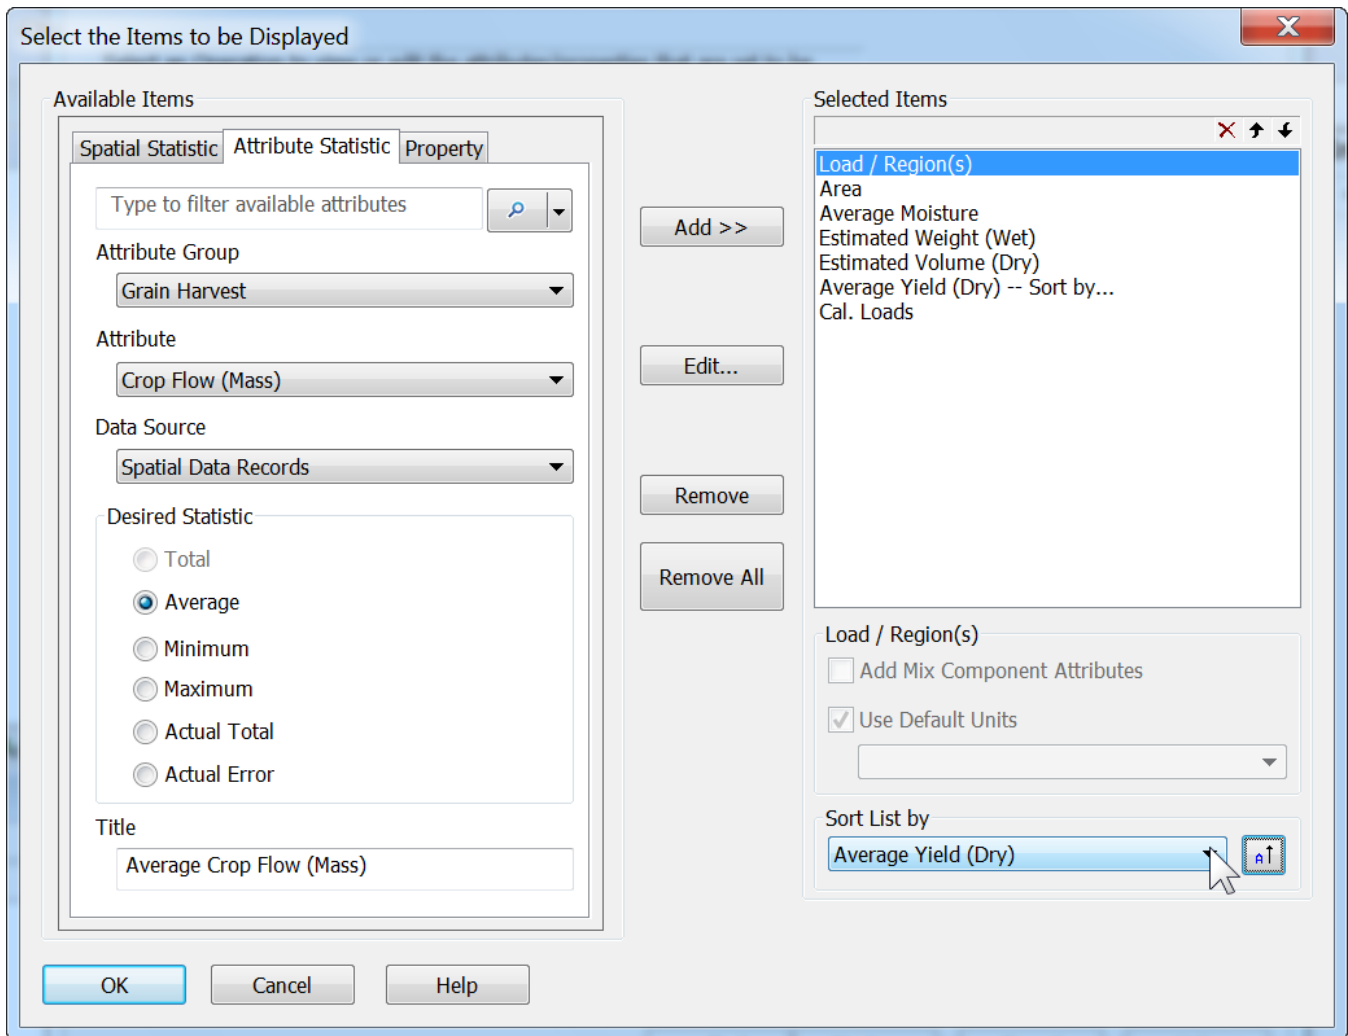 Select the Items to be Displayed
Available Items
Spatial Statistic
Attribute Statistic
Property
Type to filter available attributes
Attribute Group
Grain Harvest
Attribute
Crop Flow (Mass)
Data Source
Spatial Data Records
Desired Statistic
Total
Average
Minimum
Maximum
Actual Total
Actual Error
Title
Average Crop Flow (Mass)
Add >>
Edit...
Remove
Remove All
Selected Items
Load / Region(s)
Area
Average Moisture
Estimated Weight (Wet)
Estimated Volume (Dry)
Average Yield (Dry) -- Sort by...
Cal. Loads
Load / Region(s)
Add Mix Component Attributes
Use Default Units
Sort List by
Average Yield (Dry)
A
OK
Cancel
Help